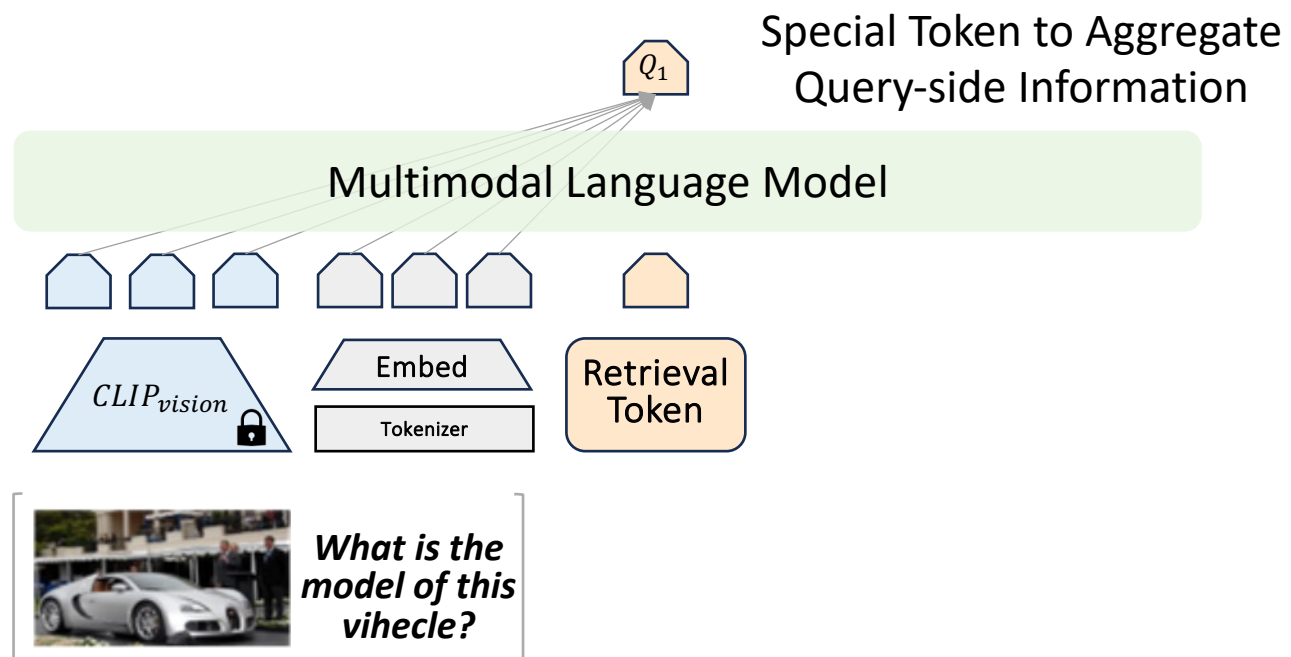 Special Token to Aggregate
Query-side Information
Q₁
Multimodal Language Model
CLIP_vision
Embed
Tokenizer
Retrieval
Token
What is the
model of this
vihecle?